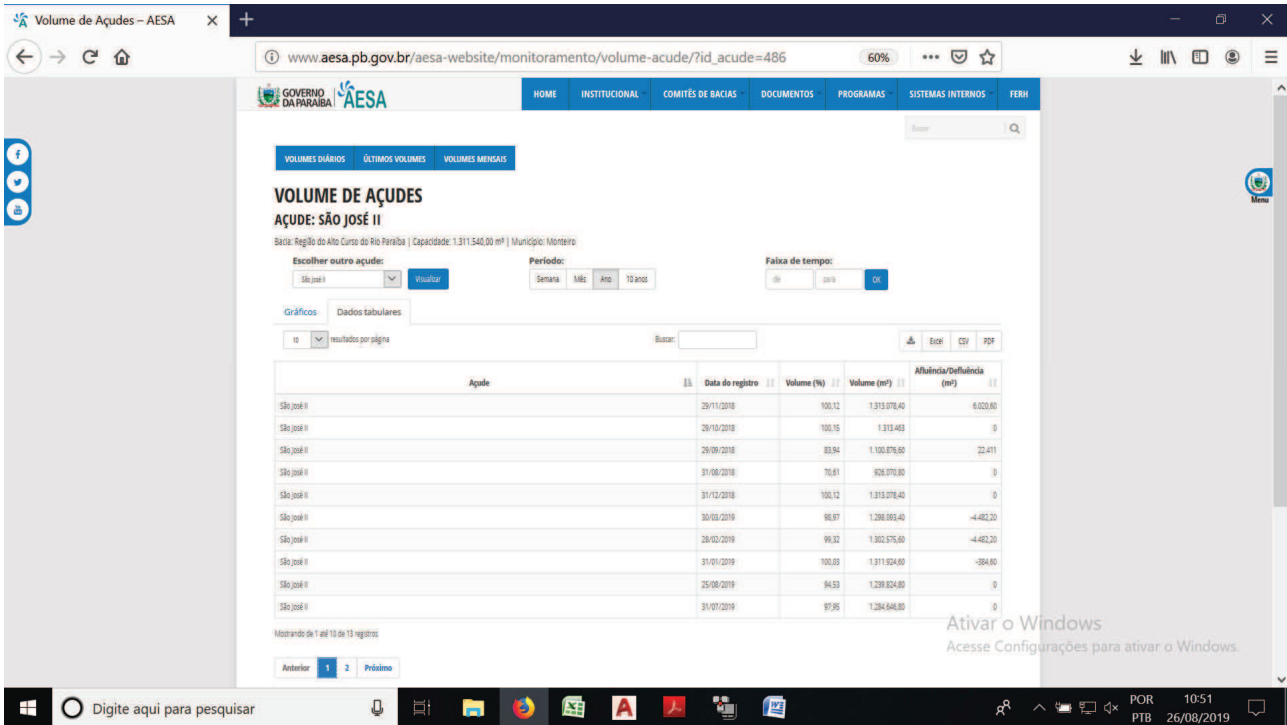 Volume de Açudes – AESA
www.aesa.pb.gov.br/aesa-website/monitoramento/volume-acude/?id_acude=486 60%
GOVERNO DA PARAÍBA AESA
HOME INSTITUCIONAL COMITÊS DE BACIAS DOCUMENTOS PROGRAMAS SISTEMAS INTERNOS FERH
Buscar
VOLUMES DIÁRIOS ÚLTIMOS VOLUMES VOLUMES MENSAIS
Menu
VOLUME DE AÇUDES
AÇUDE: SÃO JOSÉ II
Bacia: Região do Alto Curso do Rio Paraíba | Capacidade: 1.311.540,00 m³ | Município: Monteiro
Escolher outro açude: Período: Faixa de tempo:
São José II Visualizar Semana Mês Ano 10 anos de para OK
Gráficos Dados tabulares
10 resultados por página Buscar: Excel CSV PDF
Açude Data do registro Volume (%) Volume (m³) Afluência/Defluência (m³)
São José II 29/11/2018 100,12 1.313.078,40 6.020,60
São José II 29/10/2018 100,15 1.313.463 0
São José II 29/09/2018 83,94 1.100.876,60 22.411
São José II 31/08/2018 70,61 926.070,80 0
São José II 31/12/2018 100,12 1.313.078,40 0
São José II 30/03/2019 98,97 1.298.093,40 -4.482,20
São José II 28/02/2019 99,32 1.302.575,60 -4.482,20
São José II 31/01/2019 100,03 1.311.924,60 -384,60
São José II 25/08/2019 94,53 1.239.824,80 0
São José II 31/07/2019 97,95 1.284.646,80 0
Mostrando de 1 até 10 de 13 registros
Anterior 1 2 Próximo
Ativar o Windows
Acesse Configurações para ativar o Windows.
Digite aqui para pesquisar
POR
PTB
10:51
26/08/2019